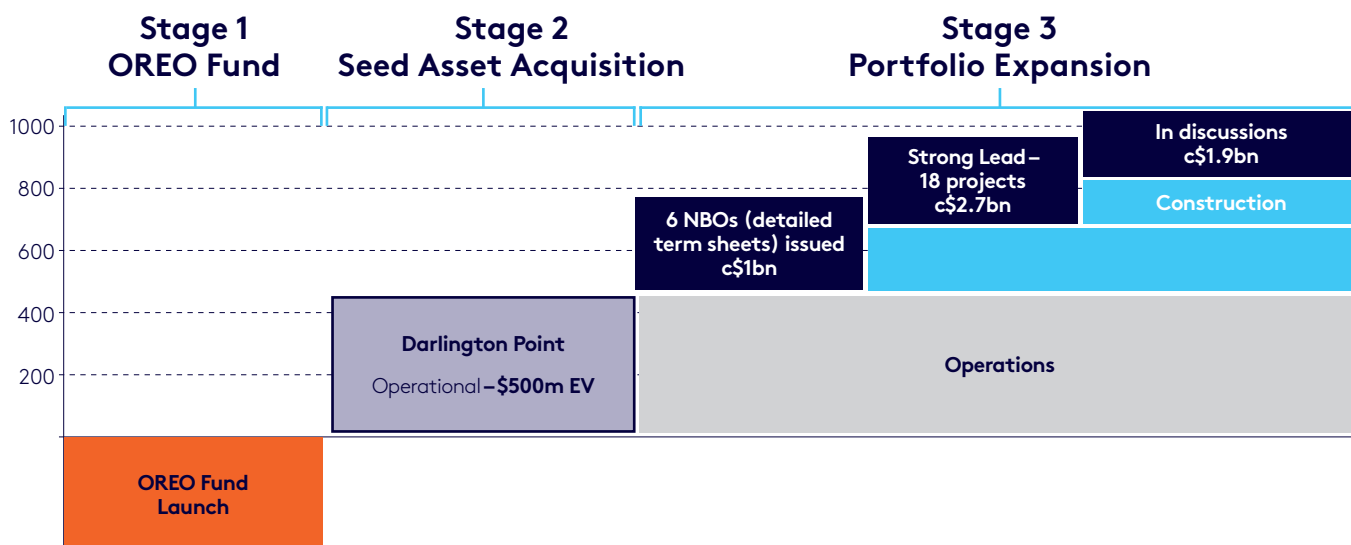 Stage 1
OREO Fund
Stage 2
Seed Asset Acquisition
Stage 3
Portfolio Expansion
1000
800
600
400
200
In discussions
c$1.9bn
Strong Lead –
18 projects
c$2.7bn
Construction
6 NBOs (detailed
term sheets) issued
c$1bn
Darlington Point
Operational – $500m EV
Operations
OREO Fund
Launch